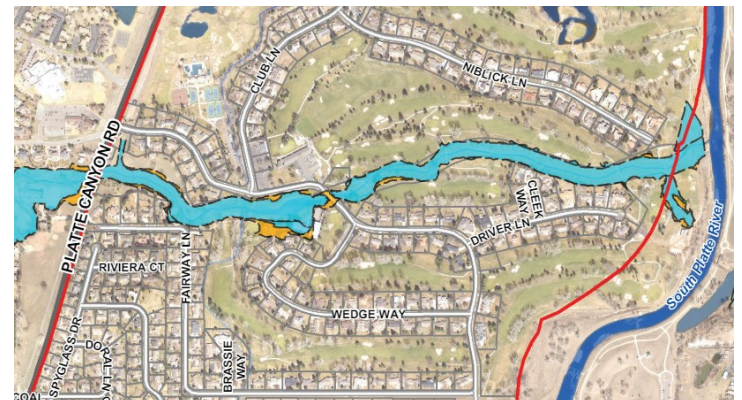 CLUB LN
NIBLICK LN
PLATTE CANYON RD
CLEEK
WAY
DRIVER LN
FAIRWAY LN
RIVIERA CT
South Platte River
WEDGE WAY
SPYGLASS DR
DORAL LN
BRASSIE
WAY
COAL